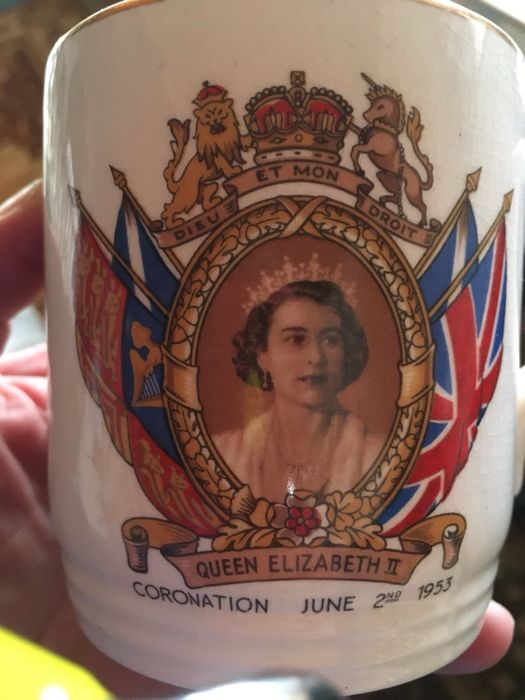 ET MON
DIEU DROIT
QUEEN ELIZABETH II
CORONATION JUNE 2ND 1953